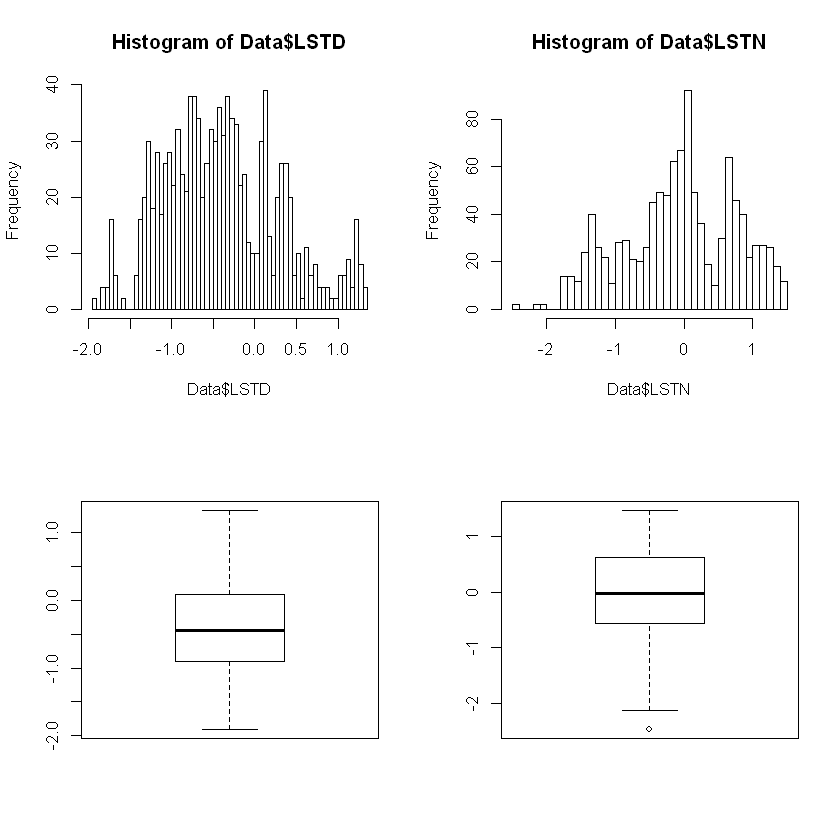 Histogram of Data$LSTD
Frequency
0 10 20 30 40
-2.0 -1.0 0.0 0.5 1.0
Data$LSTD
Histogram of Data$LSTN
Frequency
0 20 40 60 80
-2 -1 0 1
Data$LSTN
-2.0 -1.0 0.0 1.0
-2 -1 0 1